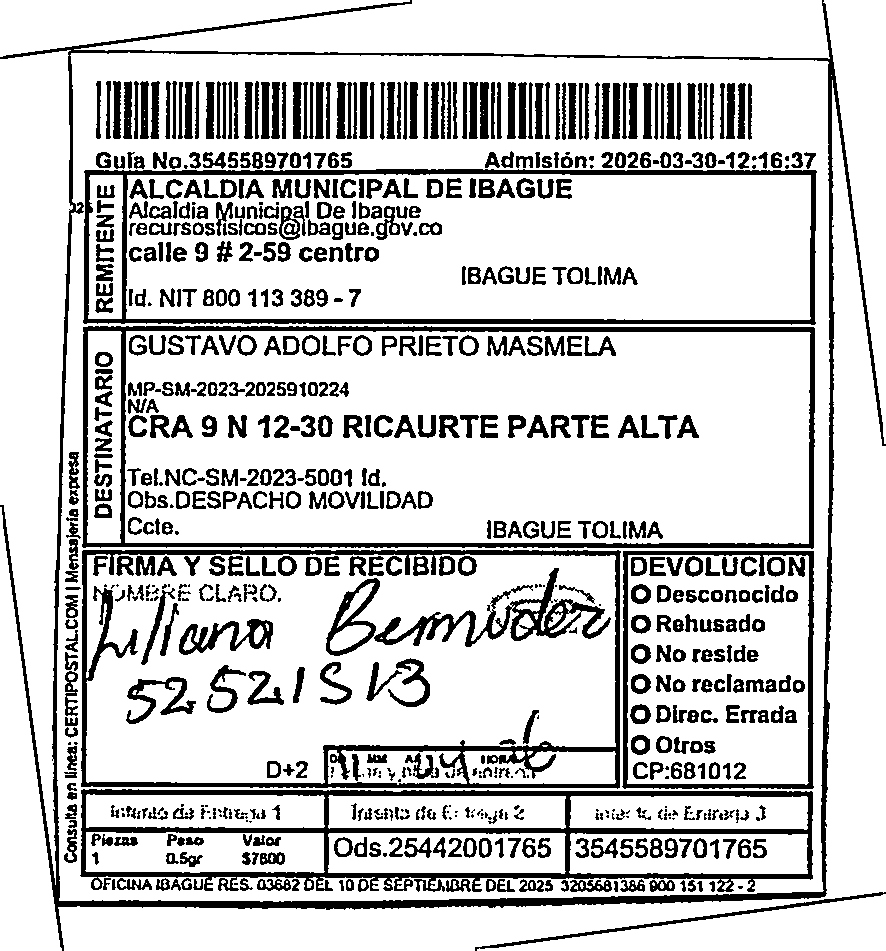 Guía No.3545589701765
Admisión: 2026-03-30-12:16:37
REMITENTE
ALCALDIA MUNICIPAL DE IBAGUE
Alcaldia Municipal De Ibague
recursosfisicos@ibague.gov.co
calle 9 # 2-59 centro
IBAGUE TOLIMA
Id. NIT 800 113 389 - 7
DESTINATARIO
GUSTAVO ADOLFO PRIETO MASMELA
MP-SM-2023-2025910224
N/A
CRA 9 N 12-30 RICAURTE PARTE ALTA
Tel.NC-SM-2023-5001 Id.
Obs.DESPACHO MOVILIDAD
Ccte.
IBAGUE TOLIMA
Consulta en línea: CERTIPOSTAL.COM | Mensajería expresa
FIRMA Y SELLO DE RECIBIDO
NOMBRE CLARO.
Liliana Bermudez
52.521513
D+2
DEVOLUCION
Desconocido
Rehusado
No reside
No reclamado
Direc. Errada
Otros
CP:681012
Intento de Entrega 1
Intento de Entrega 2
Intento de Entrega 3
Piezas Peso Valor
1 0.5gr $7600
Ods.25442001765
3545589701765
OFICINA IBAGUE RES. 03682 DEL 10 DE SEPTIEMBRE DEL 2025 3205681386 900 151 122 - 2